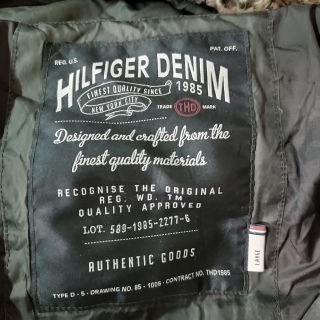 REG. U.S. PAT. OFF.
HILFIGER DENIM
FINEST QUALITY SINCE 1985
NEW YORK CITY
TRADE THD MARK
Designed and crafted from the
finest quality materials
RECOGNISE THE ORIGINAL
REG. WD. TM
QUALITY APPROVED
LOT. 589-1985-2277-6
AUTHENTIC GOODS
LARGE
TYPE D - 5 - DRAWING NO. 85 - 1006 - CONTRACT NO. THD1985